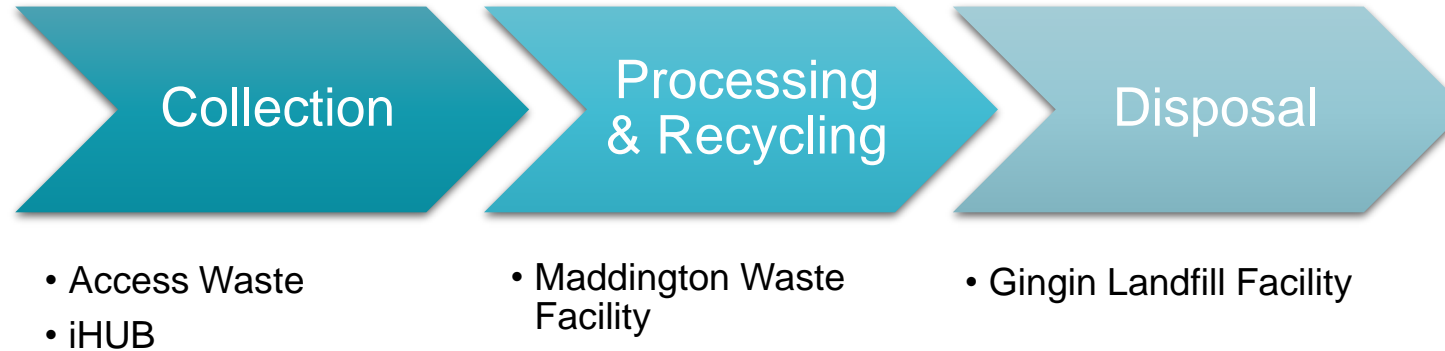 Collection
• Access Waste
• iHUB
Processing
& Recycling
• Maddington Waste
Facility
Disposal
• Gingin Landfill Facility